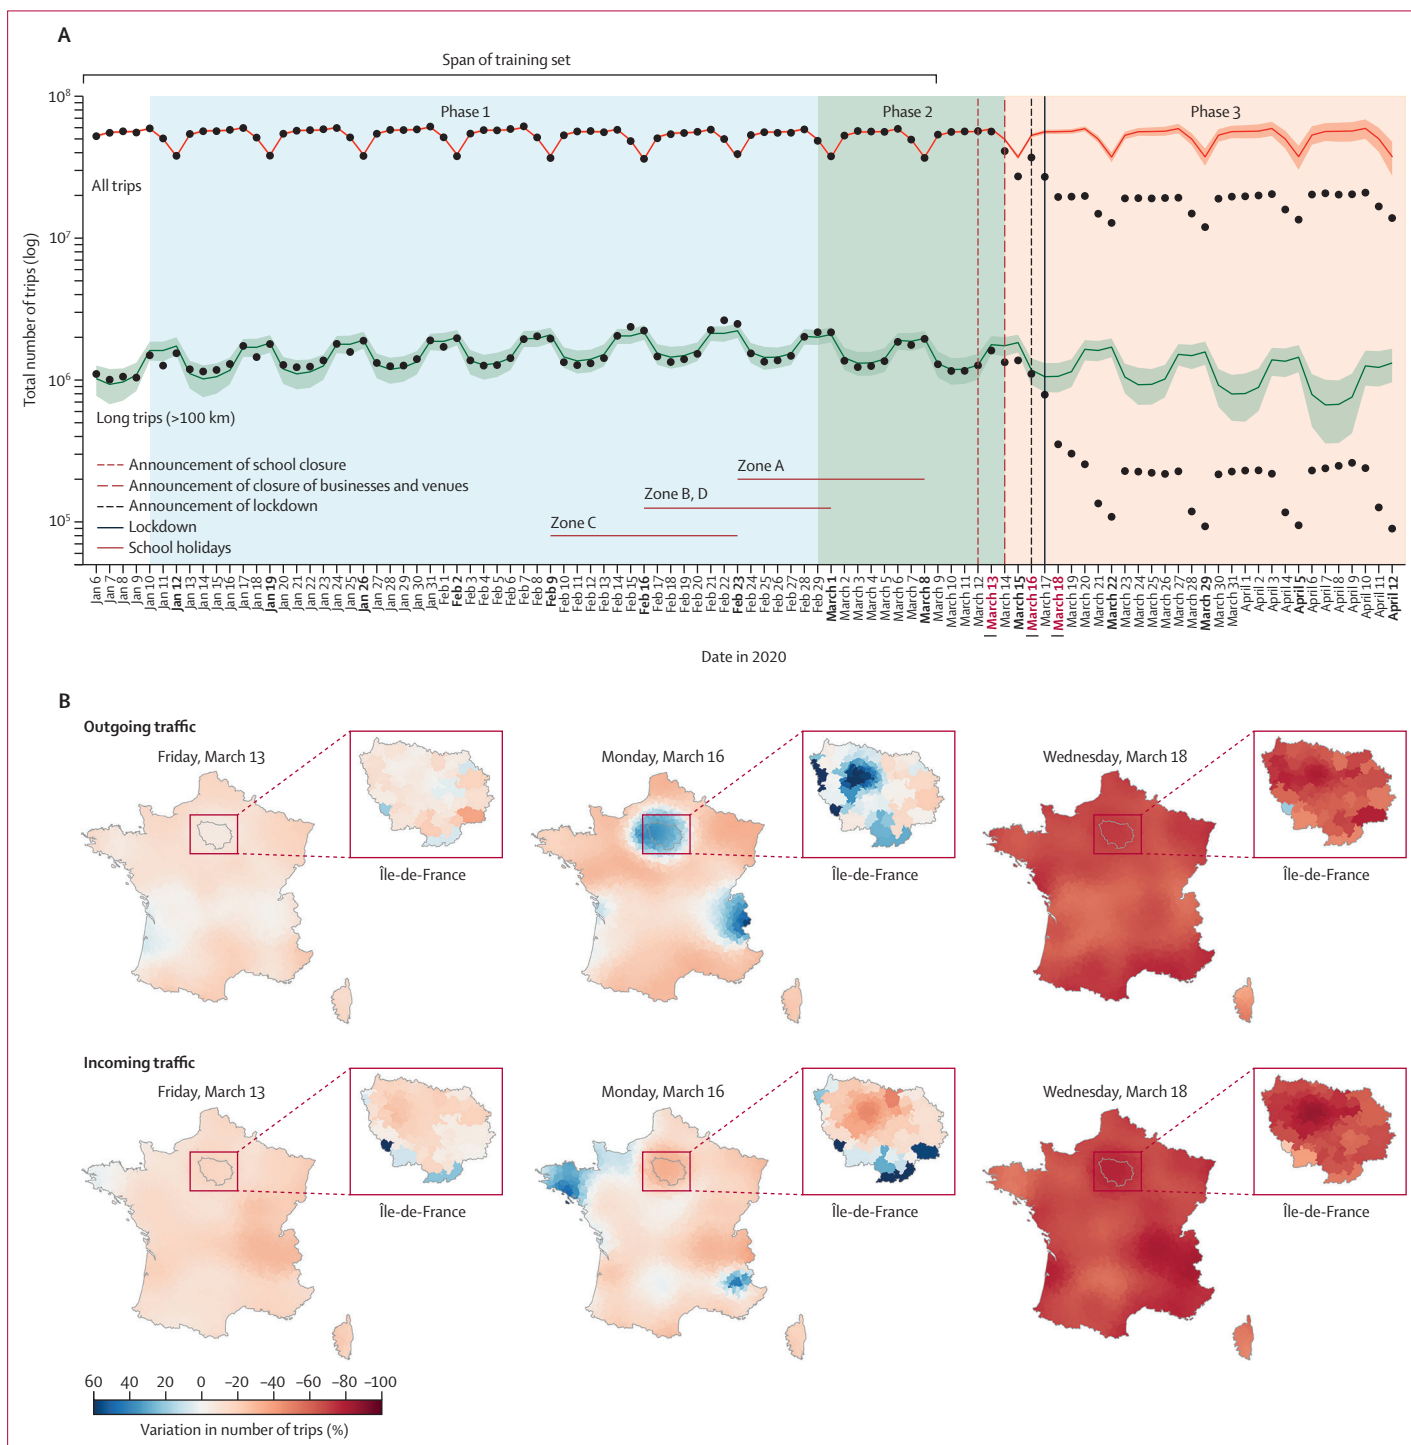 A
Span of training set
Phase 1
Phase 2
Phase 3
10⁸
10⁷
10⁶
10⁵
Total number of trips (log)
All trips
Long trips (>100 km)
Announcement of school closure
Announcement of closure of businesses and venues
Announcement of lockdown
Lockdown
School holidays
Zone A
Zone B, D
Zone C
Jan 6
Jan 7
Jan 8
Jan 9
Jan 10
Jan 11
Jan 12
Jan 13
Jan 14
Jan 15
Jan 16
Jan 17
Jan 18
Jan 19
Jan 20
Jan 21
Jan 22
Jan 23
Jan 24
Jan 25
Jan 26
Jan 27
Jan 28
Jan 29
Jan 30
Jan 31
Feb 1
Feb 2
Feb 3
Feb 4
Feb 5
Feb 6
Feb 7
Feb 8
Feb 9
Feb 10
Feb 11
Feb 12
Feb 13
Feb 14
Feb 15
Feb 16
Feb 17
Feb 18
Feb 19
Feb 20
Feb 21
Feb 22
Feb 23
Feb 24
Feb 25
Feb 26
Feb 27
Feb 28
Feb 29
March 1
March 2
March 3
March 4
March 5
March 6
March 7
March 8
March 9
March 10
March 11
March 12
March 13
March 14
March 15
March 16
March 17
March 18
March 19
March 20
March 21
March 22
March 23
March 24
March 25
March 26
March 27
March 28
March 29
March 30
March 31
April 1
April 2
April 3
April 4
April 5
April 6
April 7
April 8
April 9
April 10
April 11
April 12
Date in 2020
B
Outgoing traffic
Friday, March 13
Île-de-France
Monday, March 16
Île-de-France
Wednesday, March 18
Île-de-France
Incoming traffic
Friday, March 13
Île-de-France
Monday, March 16
Île-de-France
Wednesday, March 18
Île-de-France
60 40 20 0 –20 –40 –60 –80 –100
Variation in number of trips (%)